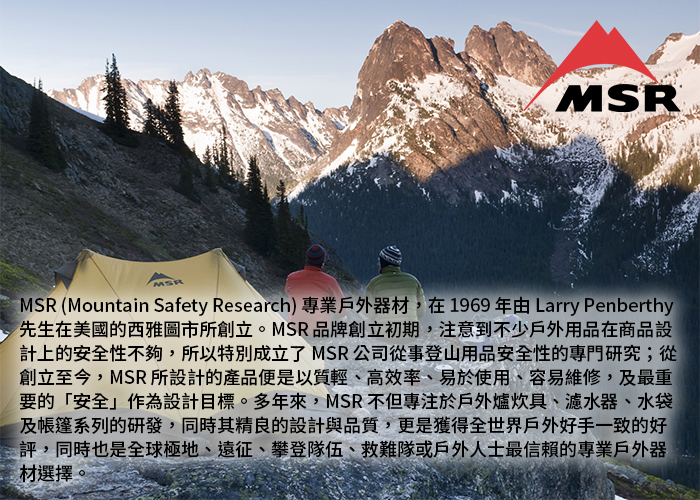 MSR
MSR
MSR (Mountain Safety Research) 專業戶外器材，在 1969 年由 Larry Penberthy
先生在美國的西雅圖市所創立。MSR 品牌創立初期，注意到不少戶外用品在商品設
計上的安全性不夠，所以特別成立了 MSR 公司從事登山用品安全性的專門研究；從
創立至今，MSR 所設計的產品便是以質輕、高效率、易於使用、容易維修，及最重
要的「安全」作為設計目標。多年來，MSR 不但專注於戶外爐炊具、濾水器、水袋
及帳篷系列的研發，同時其精良的設計與品質，更是獲得全世界戶外好手一致的好
評，同時也是全球極地、遠征、攀登隊伍、救難隊或戶外人士最信賴的專業戶外器
材選擇。